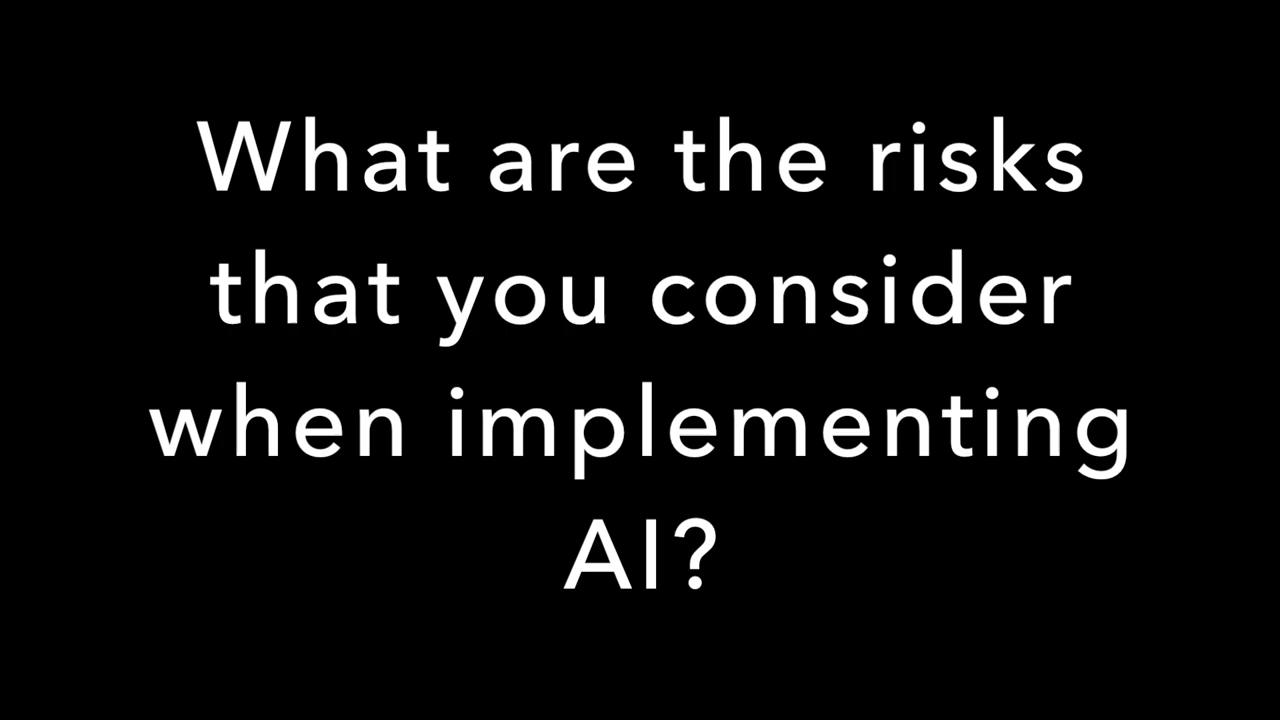 What are the risks
that you consider
when implementing
AI?